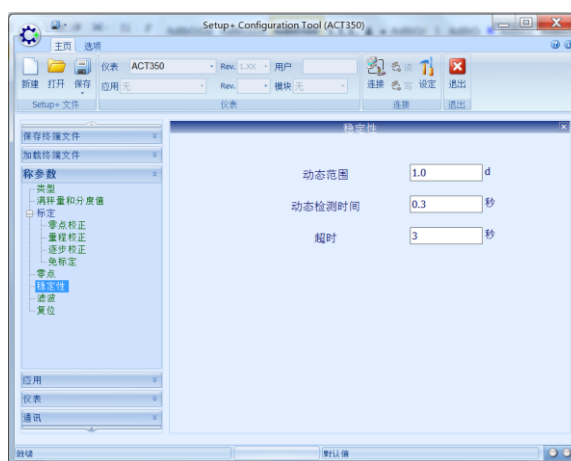 Setup+ Configuration Tool (ACT350)
主页 选项
新建 打开 保存
仪表 ACT350 Rev. 1.XX 用户
应用 无 Rev. 模块 无
连接 读 写 设定 退出
Setup+ 文件 仪表 连接 退出
保存终端文件
加载终端文件
称参数
类型
满秤量和分度值
标定
零点校正
量程校正
逐步校正
免标定
零点
稳定性
滤波
复位
应用
仪表
通讯
稳定性
动态范围 1.0 d
动态检测时间 0.3 秒
超时 3 秒
就绪 默认值